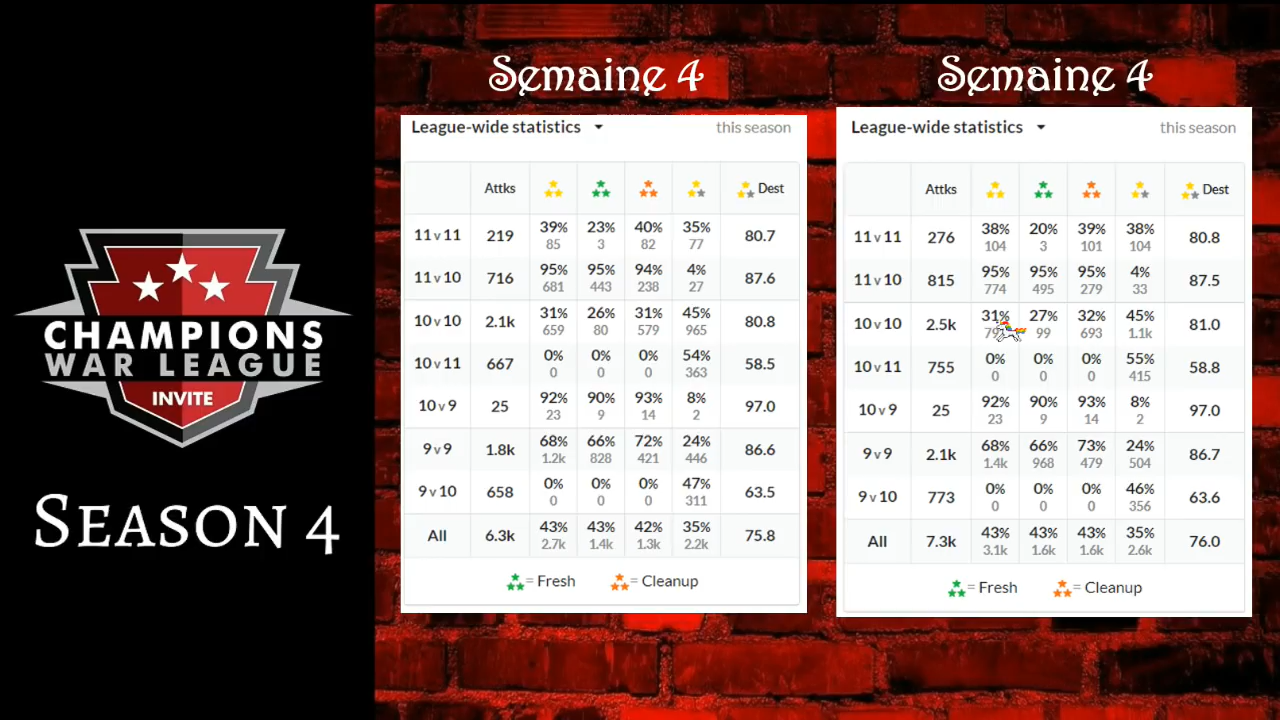 CHAMPIONS
WAR LEAGUE
INVITE
SEASON 4
Semaine 4
League-wide statistics this season
Attks Dest
11 v 11 219 39% 23% 40% 35% 80.7
85 3 82 77
11 v 10 716 95% 95% 94% 4% 87.6
681 443 238 27
10 v 10 2.1k 31% 26% 31% 45% 80.8
659 80 579 965
10 v 11 667 0% 0% 0% 54% 58.5
0 0 0 363
10 v 9 25 92% 90% 93% 8% 97.0
23 9 14 2
9 v 9 1.8k 68% 66% 72% 24% 86.6
1.2k 828 421 446
9 v 10 658 0% 0% 0% 47% 63.5
0 0 0 311
All 6.3k 43% 43% 42% 35% 75.8
2.7k 1.4k 1.3k 2.2k
= Fresh = Cleanup
Semaine 4
League-wide statistics this season
Attks Dest
11 v 11 276 38% 20% 39% 38% 80.8
104 3 101 104
11 v 10 815 95% 95% 95% 4% 87.5
774 495 279 33
10 v 10 2.5k 31% 27% 32% 45% 81.0
99 693 1.1k
10 v 11 755 0% 0% 0% 55% 58.8
0 0 0 415
10 v 9 25 92% 90% 93% 8% 97.0
23 9 14 2
9 v 9 2.1k 68% 66% 73% 24% 86.7
1.4k 968 479 504
9 v 10 773 0% 0% 0% 46% 63.6
0 0 0 356
All 7.3k 43% 43% 43% 35% 76.0
3.1k 1.6k 1.6k 2.6k
= Fresh = Cleanup